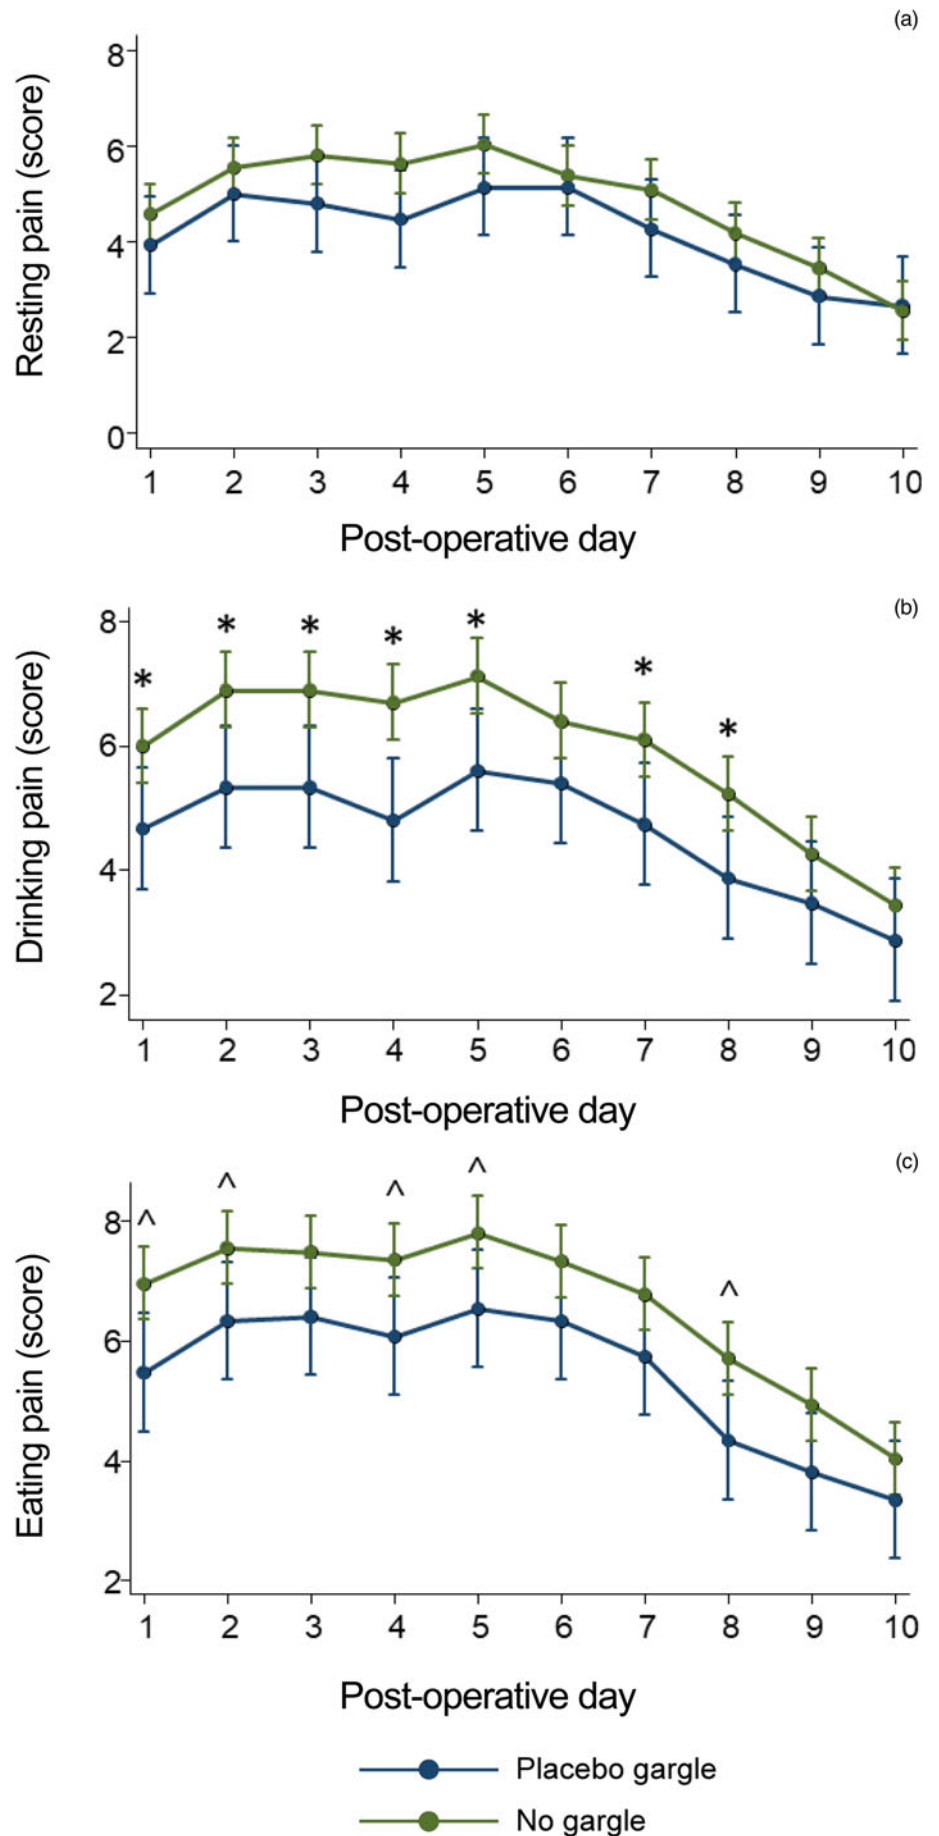 (a)
8
6
4
2
0
Resting pain (score)
1 2 3 4 5 6 7 8 9 10
Post-operative day
(b)
* * * * * * *
8
6
4
2
Drinking pain (score)
1 2 3 4 5 6 7 8 9 10
Post-operative day
(c)
^ ^ ^ ^ ^
8
6
4
2
Eating pain (score)
1 2 3 4 5 6 7 8 9 10
Post-operative day
Placebo gargle
No gargle